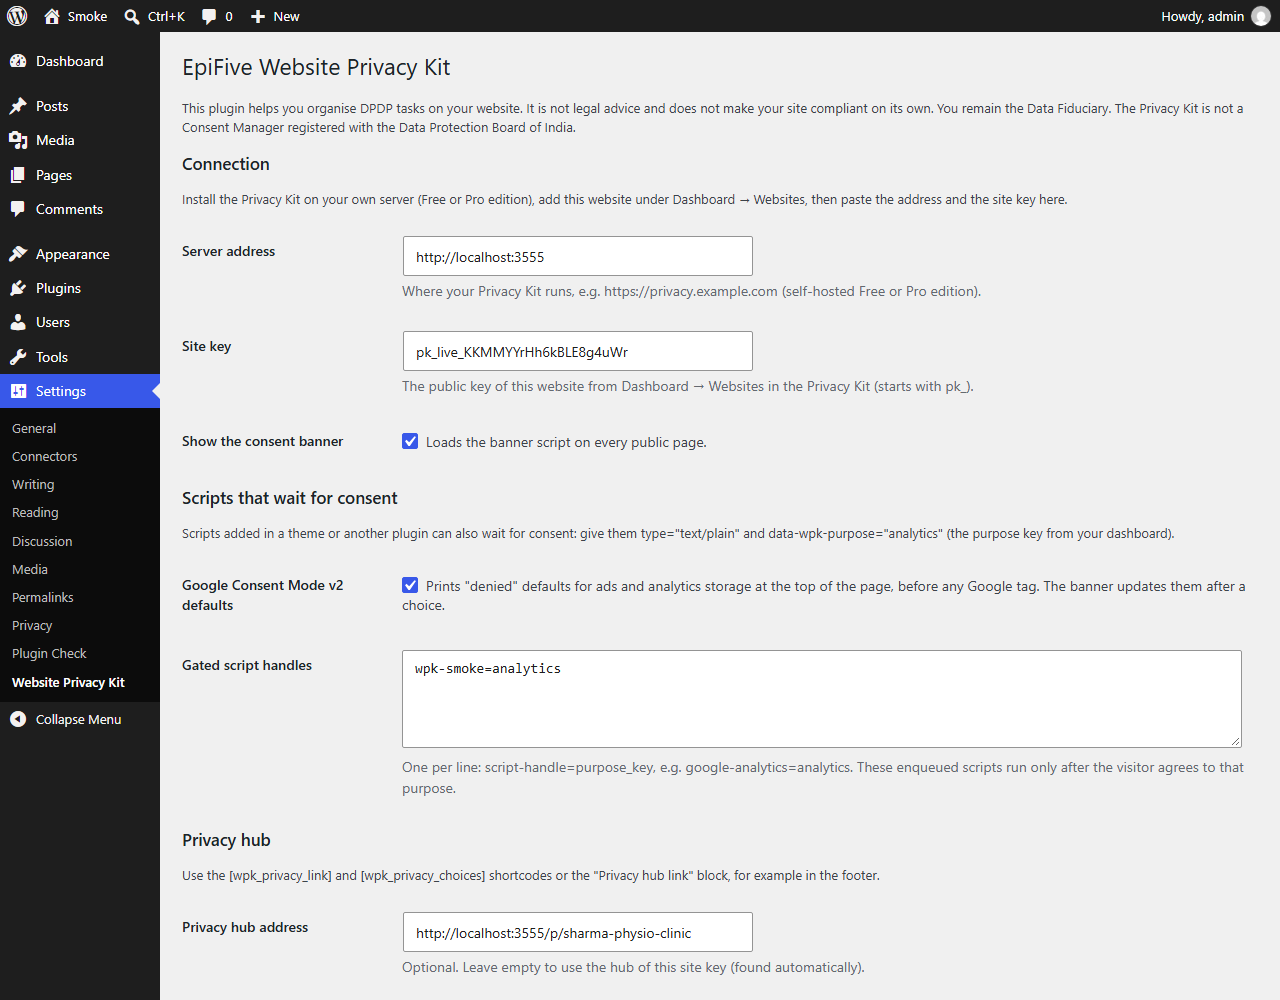 Smoke
Ctrl+K
0
New
Howdy, admin
Dashboard
Posts
Media
Pages
Comments
Appearance
Plugins
Users
Tools
Settings
General
Connectors
Writing
Reading
Discussion
Media
Permalinks
Privacy
Plugin Check
Website Privacy Kit
Collapse Menu
EpiFive Website Privacy Kit
This plugin helps you organise DPDP tasks on your website. It is not legal advice and does not make your site compliant on its own. You remain the Data Fiduciary. The Privacy Kit is not a
Consent Manager registered with the Data Protection Board of India.
Connection
Install the Privacy Kit on your own server (Free or Pro edition), add this website under Dashboard → Websites, then paste the address and the site key here.
Server address
http://localhost:3555
Where your Privacy Kit runs, e.g. https://privacy.example.com (self-hosted Free or Pro edition).
Site key
pk_live_KKMMYYrHh6kBLE8g4uWr
The public key of this website from Dashboard → Websites in the Privacy Kit (starts with pk_).
Show the consent banner
Loads the banner script on every public page.
Scripts that wait for consent
Scripts added in a theme or another plugin can also wait for consent: give them type="text/plain" and data-wpk-purpose="analytics" (the purpose key from your dashboard).
Google Consent Mode v2
defaults
Prints "denied" defaults for ads and analytics storage at the top of the page, before any Google tag. The banner updates them after a
choice.
Gated script handles
wpk-smoke=analytics
One per line: script-handle=purpose_key, e.g. google-analytics=analytics. These enqueued scripts run only after the visitor agrees to that
purpose.
Privacy hub
Use the [wpk_privacy_link] and [wpk_privacy_choices] shortcodes or the "Privacy hub link" block, for example in the footer.
Privacy hub address
http://localhost:3555/p/sharma-physio-clinic
Optional. Leave empty to use the hub of this site key (found automatically).